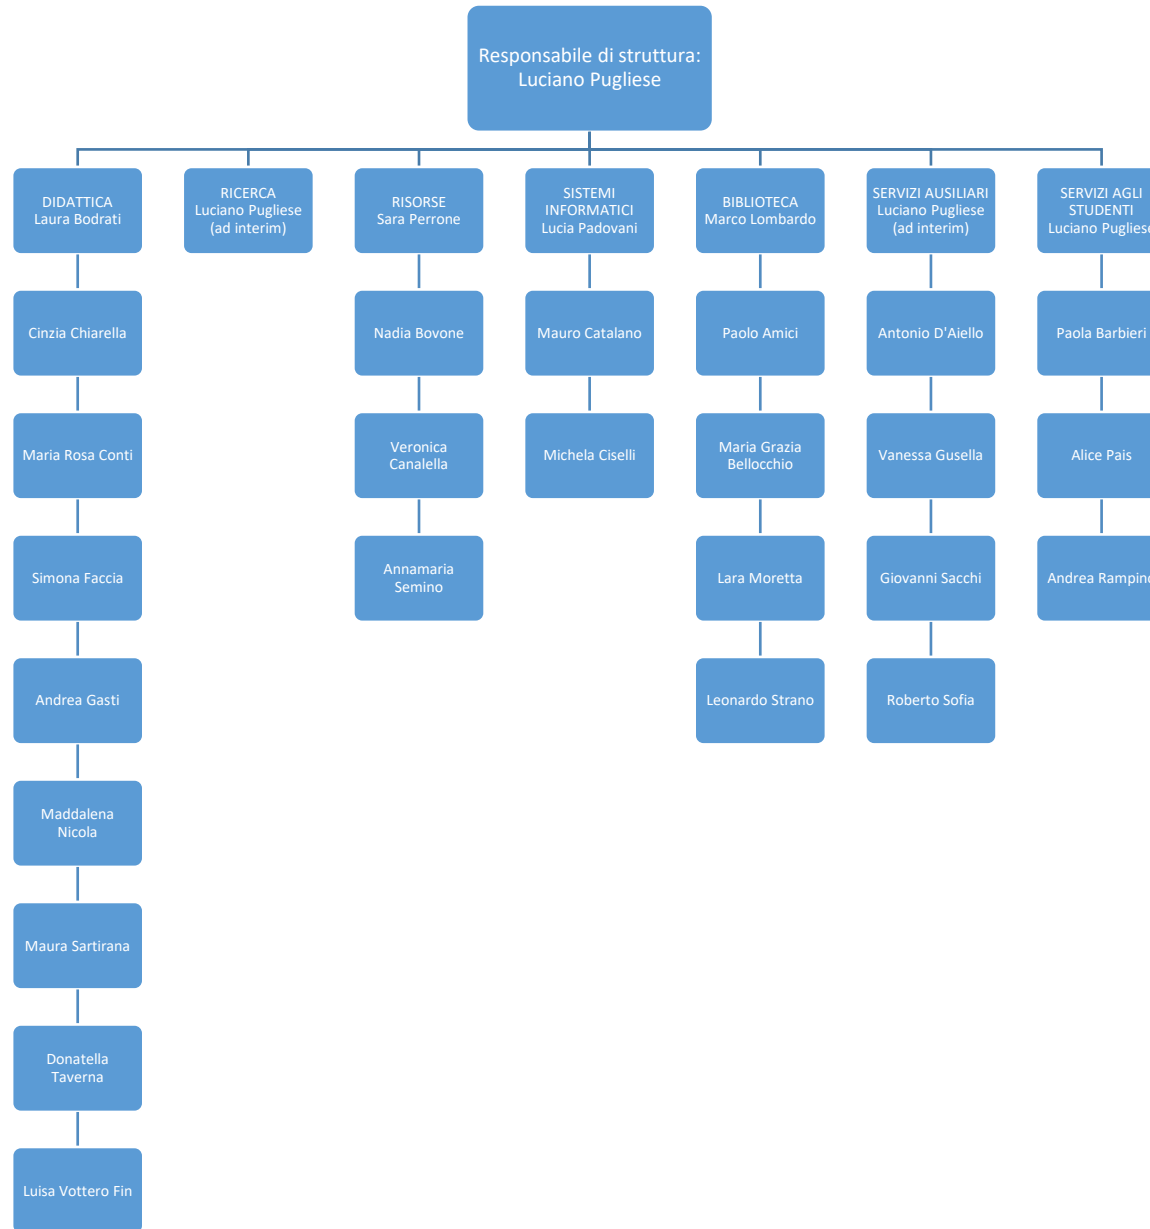 Responsabile di struttura:
Luciano Pugliese
DIDATTICA
Laura Bodrati
RICERCA
Luciano Pugliese
(ad interim)
RISORSE
Sara Perrone
SISTEMI
INFORMATICI
Lucia Padovani
BIBLIOTECA
Marco Lombardo
SERVIZI AUSILIARI
Luciano Pugliese
(ad interim)
SERVIZI AGLI
STUDENTI
Luciano Pugliese
Cinzia Chiarella
Nadia Bovone
Mauro Catalano
Paolo Amici
Antonio D'Aiello
Paola Barbieri
Maria Rosa Conti
Veronica
Canalella
Michela Ciselli
Maria Grazia
Bellocchio
Vanessa Gusella
Alice Pais
Simona Faccia
Annamaria
Semino
Lara Moretta
Giovanni Sacchi
Andrea Rampino
Andrea Gasti
Leonardo Strano
Roberto Sofia
Maddalena
Nicola
Maura Sartirana
Donatella
Taverna
Luisa Vottero Fin